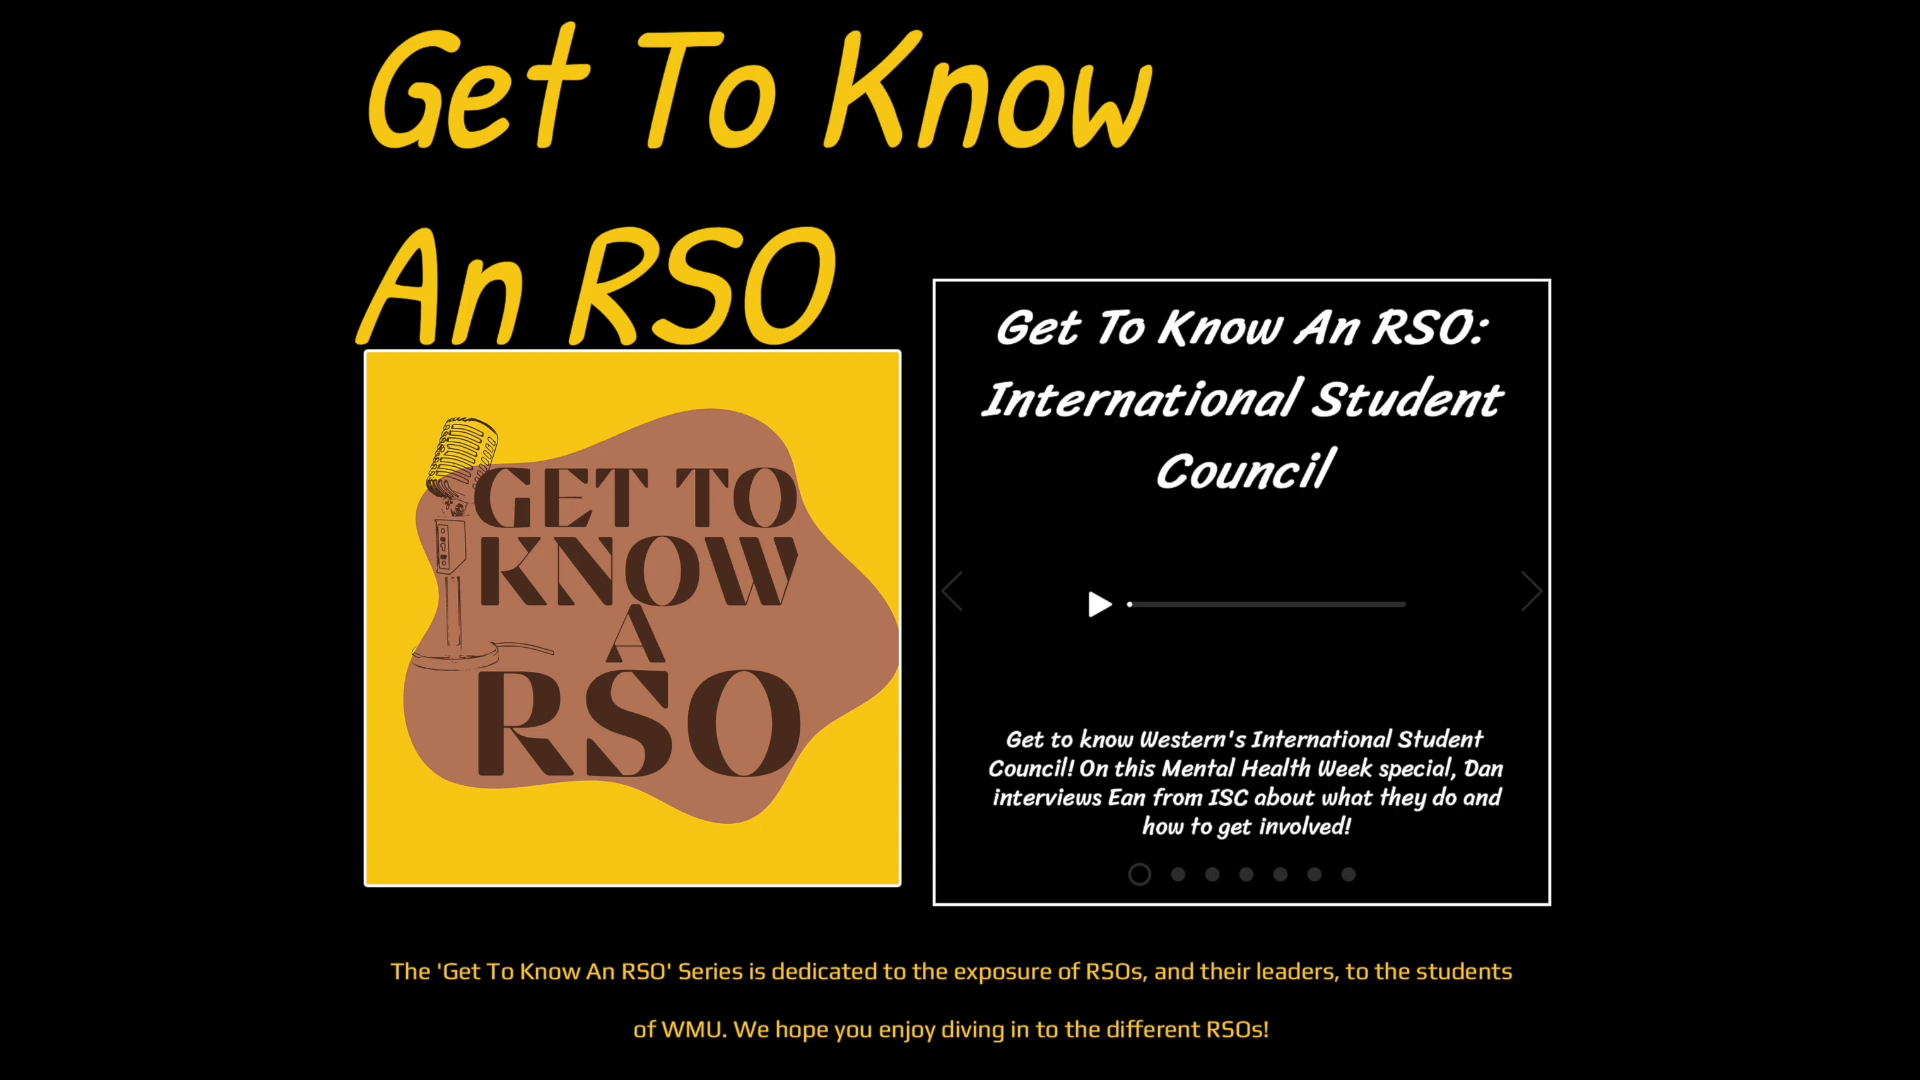 Get To Know
An RSO
GET TO
KNOW
A
RSO
Get To Know An RSO:
International Student
Council
Get to know Western's International Student
Council! On this Mental Health Week special, Dan
interviews Ean from ISC about what they do and
how to get involved!
The 'Get To Know An RSO' Series is dedicated to the exposure of RSOs, and their leaders, to the students
of WMU. We hope you enjoy diving in to the different RSOs!